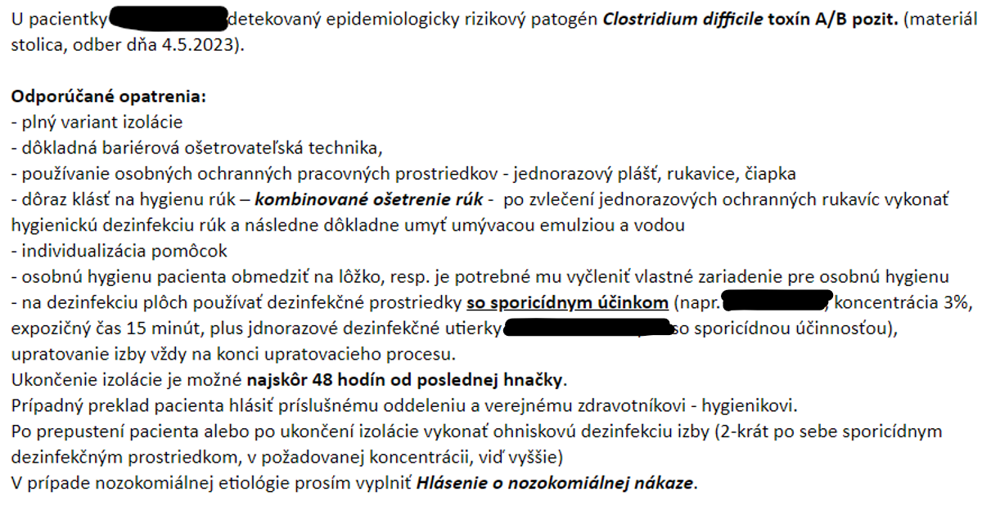 U pacientky detekovaný epidemiologicky rizikový patogén Clostridium difficile toxín A/B pozit. (materiál
stolica, odber dňa 4.5.2023).
Odporúčané opatrenia:
- plný variant izolácie
- dôkladná bariérová ošetrovateľská technika,
- používanie osobných ochranných pracovných prostriedkov - jednorazový plášť, rukavice, čiapka
- dôraz klásť na hygienu rúk – kombinované ošetrenie rúk - po zvlečení jednorazových ochranných rukavíc vykonať
hygienickú dezinfekciu rúk a následne dôkladne umyť umývacou emulziou a vodou
- individualizácia pomôcok
- osobnú hygienu pacienta obmedziť na lôžko, resp. je potrebné mu vyčleniť vlastné zariadenie pre osobnú hygienu
- na dezinfekciu plôch používať dezinfekčné prostriedky so sporicídnym účinkom (napr. , koncentrácia 3%,
expozičný čas 15 minút, plus jdnorazové dezinfekčné utierky so sporicídnou účinnosťou),
upratovanie izby vždy na konci upratovacieho procesu.
Ukončenie izolácie je možné najskôr 48 hodín od poslednej hnačky.
Prípadný preklad pacienta hlásiť príslušnému oddeleniu a verejnému zdravotníkovi - hygienikovi.
Po prepustení pacienta alebo po ukončení izolácie vykonať ohniskovú dezinfekciu izby (2-krát po sebe sporicídnym
dezinfekčným prostriedkom, v požadovanej koncentrácii, viď vyššie)
V prípade nozokomiálnej etiológie prosím vyplniť Hlásenie o nozokomiálnej nákaze.